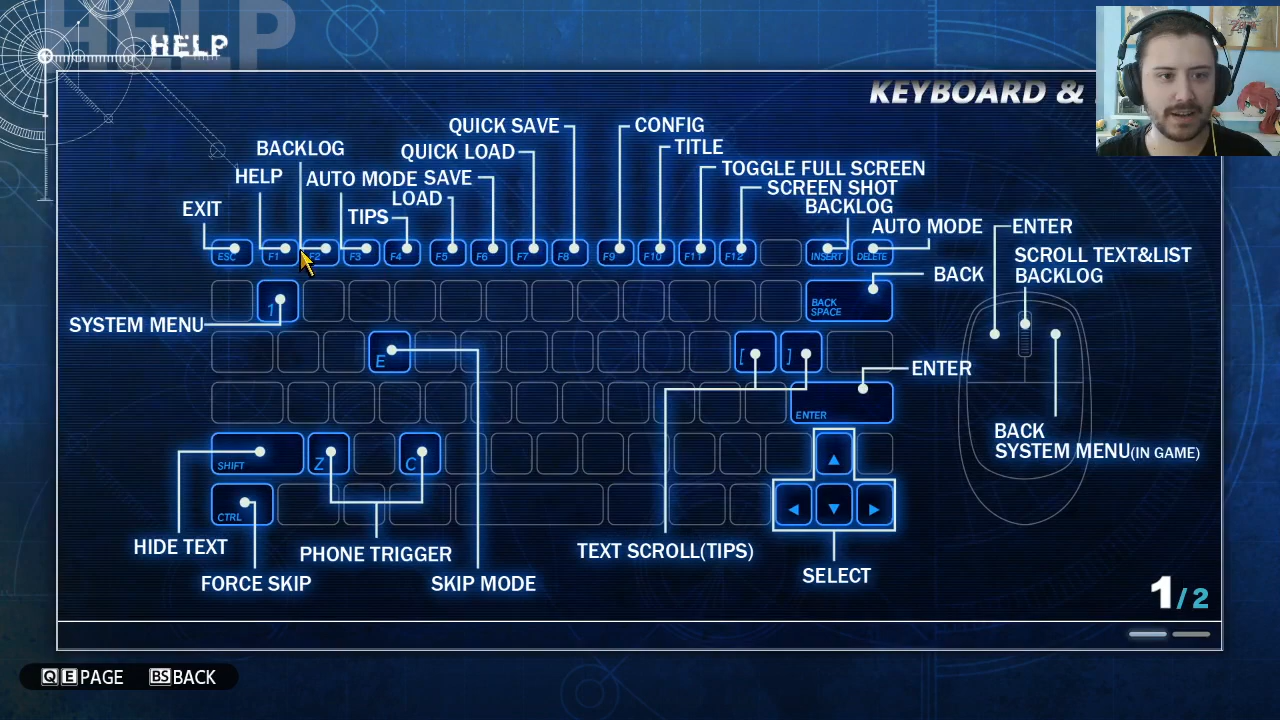 HELP
HELP
KEYBOARD &
QUICK SAVE
CONFIG
BACKLOG
QUICK LOAD
TITLE
HELP
AUTO MODE
SAVE
TOGGLE FULL SCREEN
LOAD
SCREEN SHOT
EXIT
TIPS
BACKLOG
AUTO MODE
ENTER
ESC
F1
F2
F3
F4
F5
F6
F7
F8
F9
F10
F11
F12
INSERT
DELETE
SCROLL TEXT&LIST
BACKLOG
BACK
1
BACK
SPACE
SYSTEM MENU
E
[
]
ENTER
ENTER
BACK
SYSTEM MENU(IN GAME)
SHIFT
Z
C
CTRL
HIDE TEXT
PHONE TRIGGER
TEXT SCROLL(TIPS)
FORCE SKIP
SKIP MODE
SELECT
1/2
Q E PAGE
BS BACK